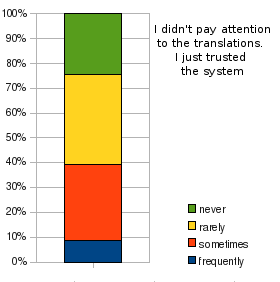 100%
90%
80%
70%
60%
50%
40%
30%
20%
10%
0%
I didn't pay attention
to the translations.
I just trusted
the system
never
rarely
sometimes
frequently